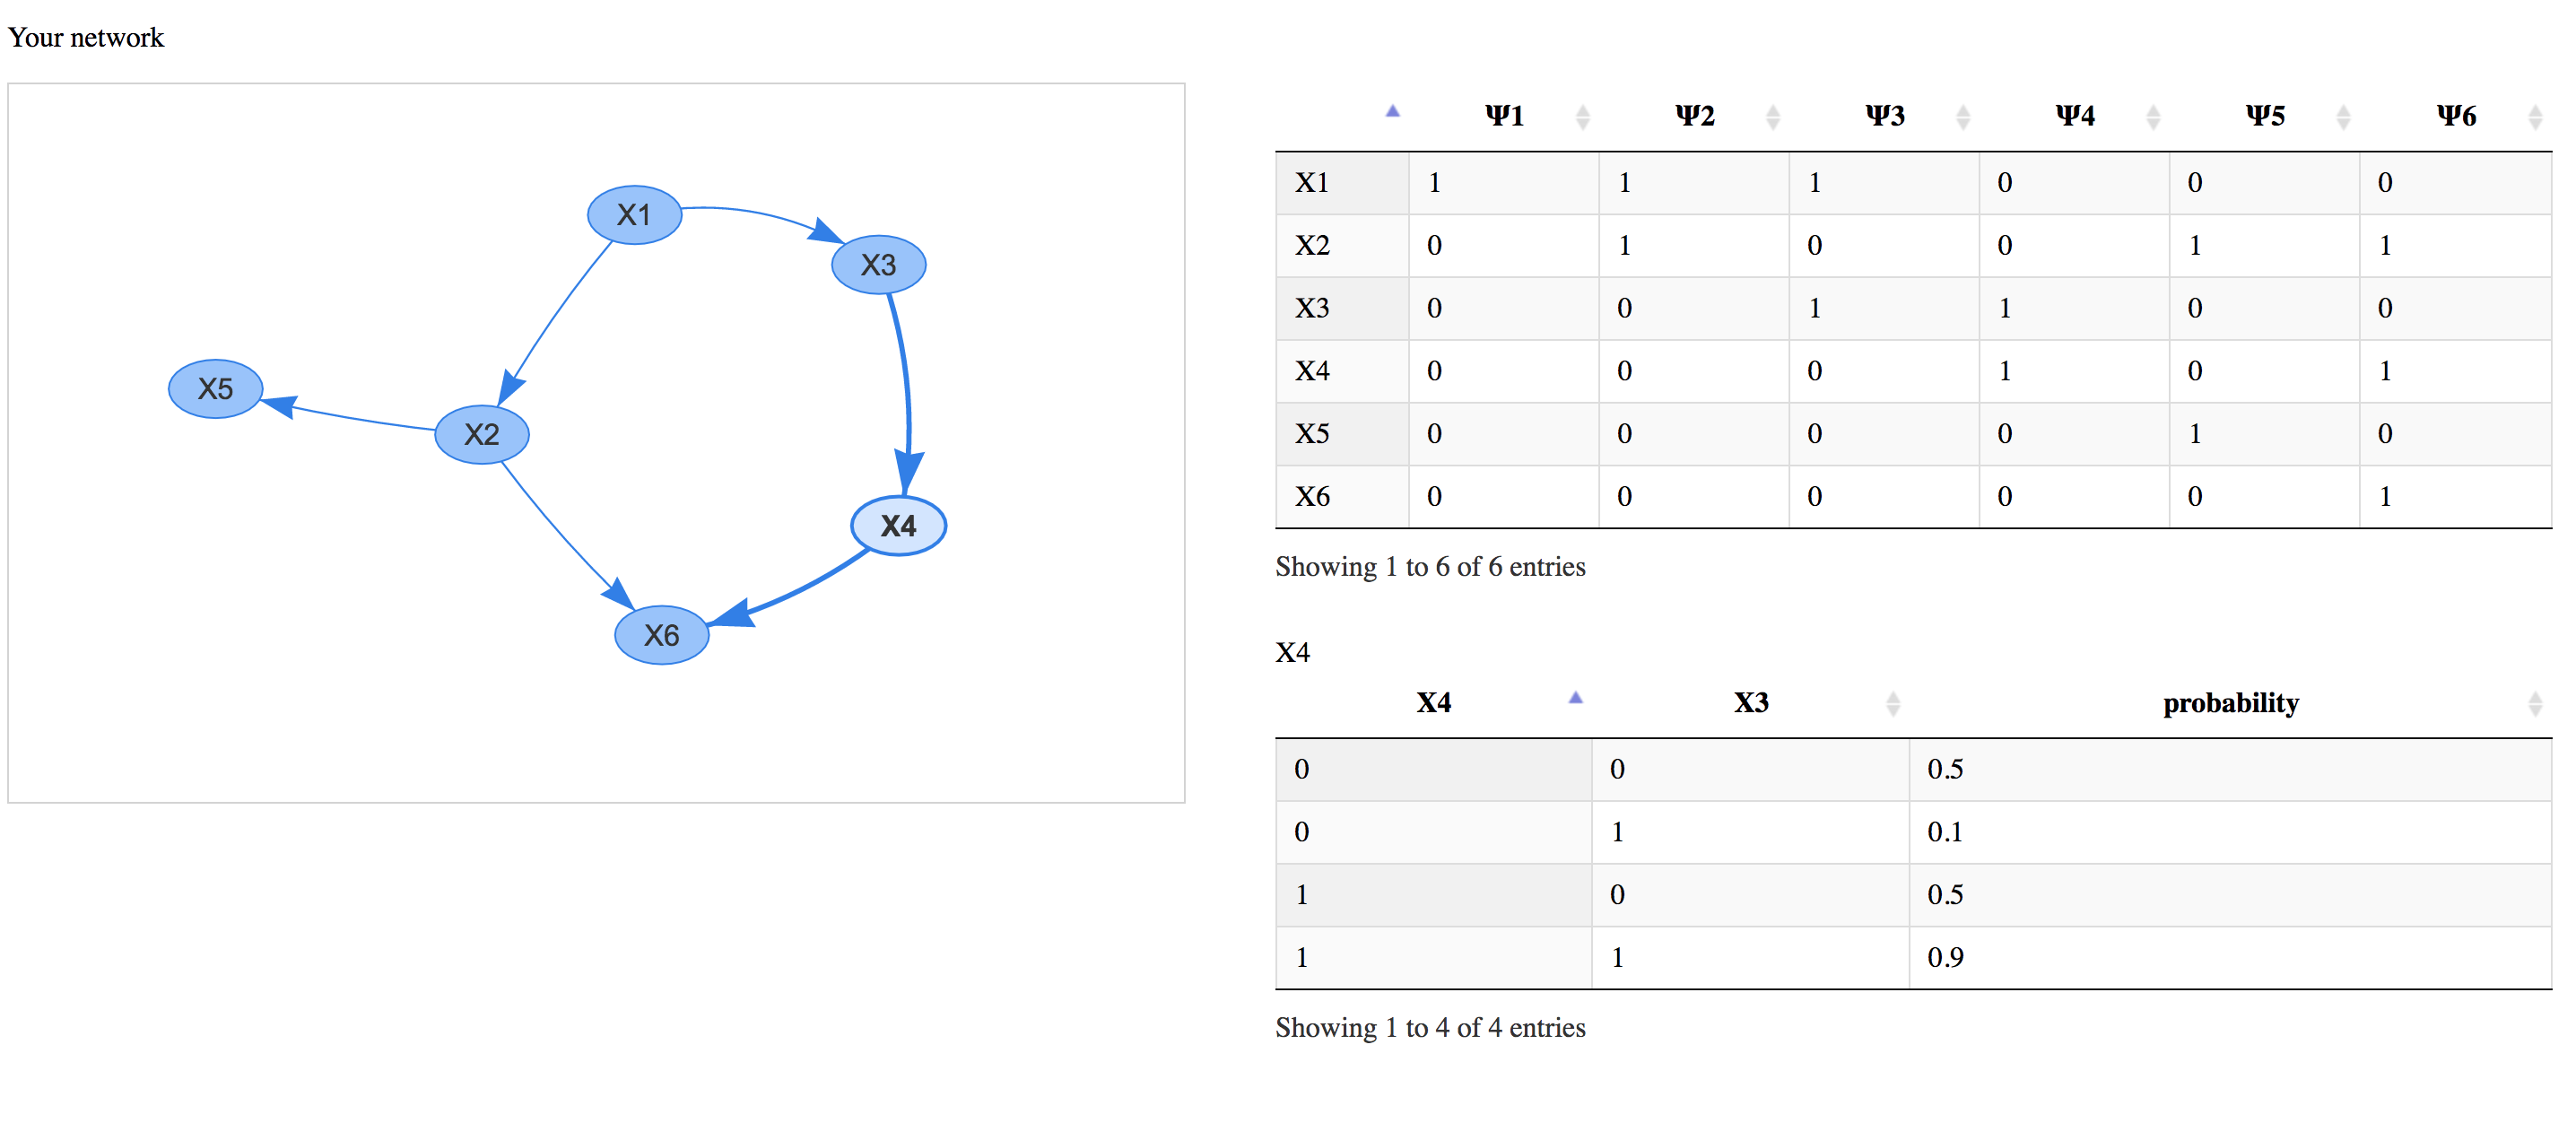 Your network
X1
X3
X5
X2
X4
X6
Ψ1 Ψ2 Ψ3 Ψ4 Ψ5 Ψ6
X1 1 1 1 0 0 0
X2 0 1 0 0 1 1
X3 0 0 1 1 0 0
X4 0 0 0 1 0 1
X5 0 0 0 0 1 0
X6 0 0 0 0 0 1
Showing 1 to 6 of 6 entries
X4
X4 X3 probability
0 0 0.5
0 1 0.1
1 0 0.5
1 1 0.9
Showing 1 to 4 of 4 entries